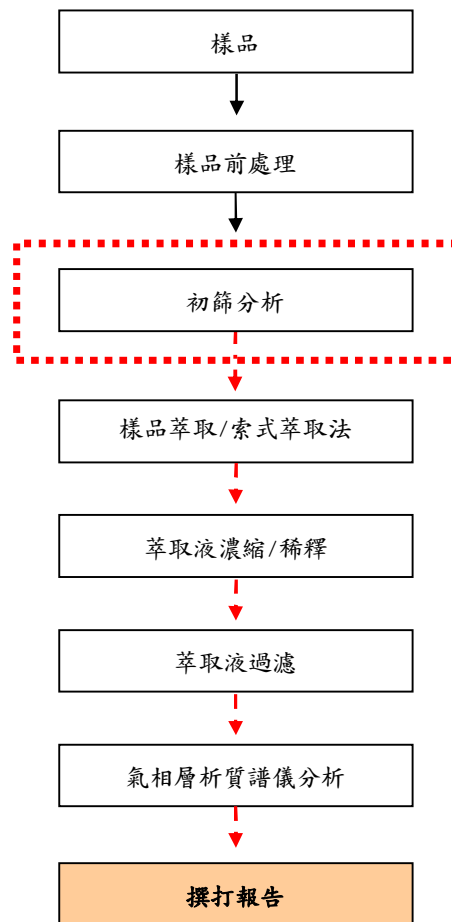 樣品
樣品前處理
初篩分析
樣品萃取/索式萃取法
萃取液濃縮/稀釋
萃取液過濾
氣相層析質譜儀分析
撰打報告